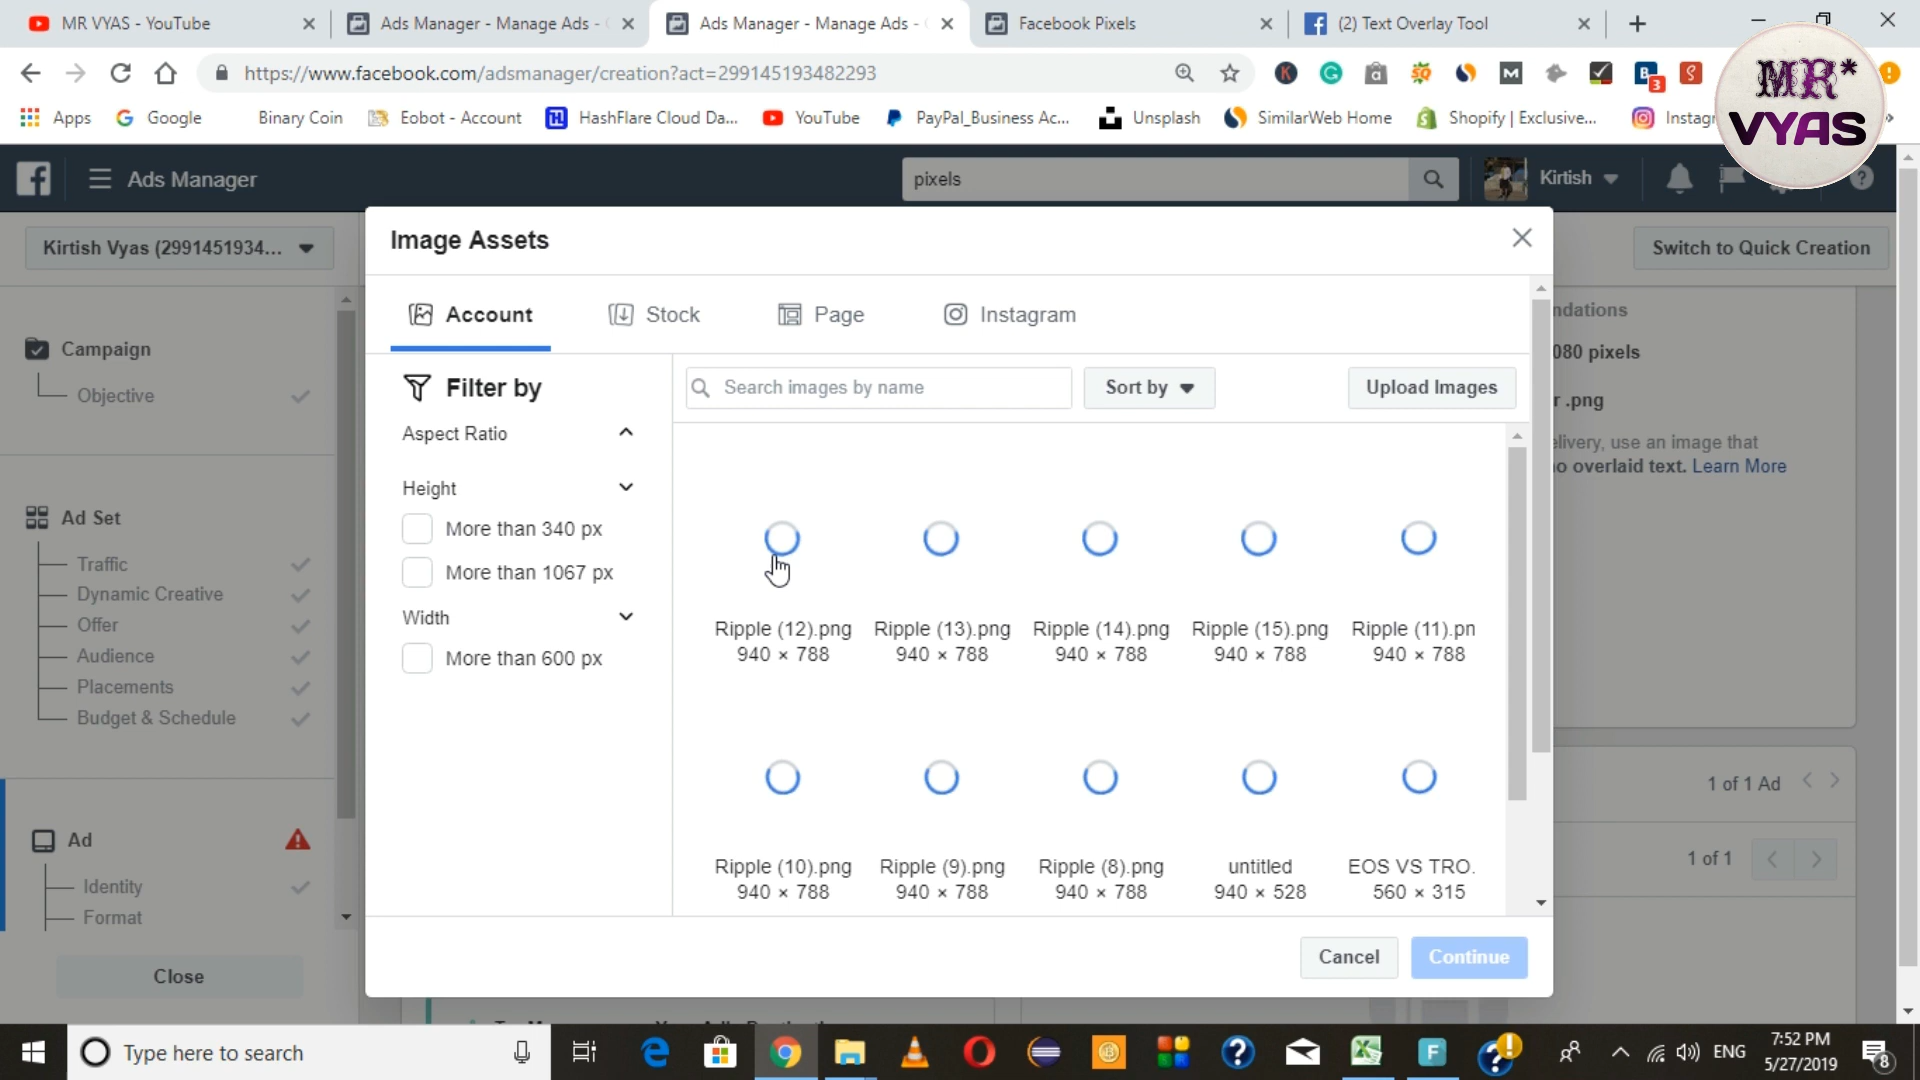 MR VYAS - YouTube
Ads Manager - Manage Ads -
Ads Manager - Manage Ads -
Facebook Pixels
(2) Text Overlay Tool
https://www.facebook.com/adsmanager/creation?act=299145193482293
3
Apps
Google
Binary Coin
Eobot - Account
HashFlare Cloud Da...
YouTube
PayPal_Business Ac...
Unsplash
SimilarWeb Home
Shopify | Exclusive...
MR*
VYAS
Ads Manager
pixels
Kirtish
Kirtish Vyas (2991451934...
Switch to Quick Creation
Image Assets
Account
Stock
Page
Instagram
Campaign
Objective
Ad Set
Traffic
Dynamic Creative
Offer
Audience
Placements
Budget & Schedule
Ad
Identity
Format
Close
Filter by
Aspect Ratio
Height
More than 340 px
More than 1067 px
Width
More than 600 px
Search images by name
Sort by
Upload Images
Ripple (12).png
940 × 788
Ripple (13).png
940 × 788
Ripple (14).png
940 × 788
Ripple (15).png
940 × 788
Ripple (11).pn
940 × 788
Ripple (10).png
940 × 788
Ripple (9).png
940 × 788
Ripple (8).png
940 × 788
untitled
940 × 528
EOS VS TRO.
560 × 315
Cancel
Continue
080 pixels
r .png
use an image that
overlaid text. Learn More
1 of 1 Ad
1 of 1
Type here to search
ENG
7:52 PM
5/27/2019
8